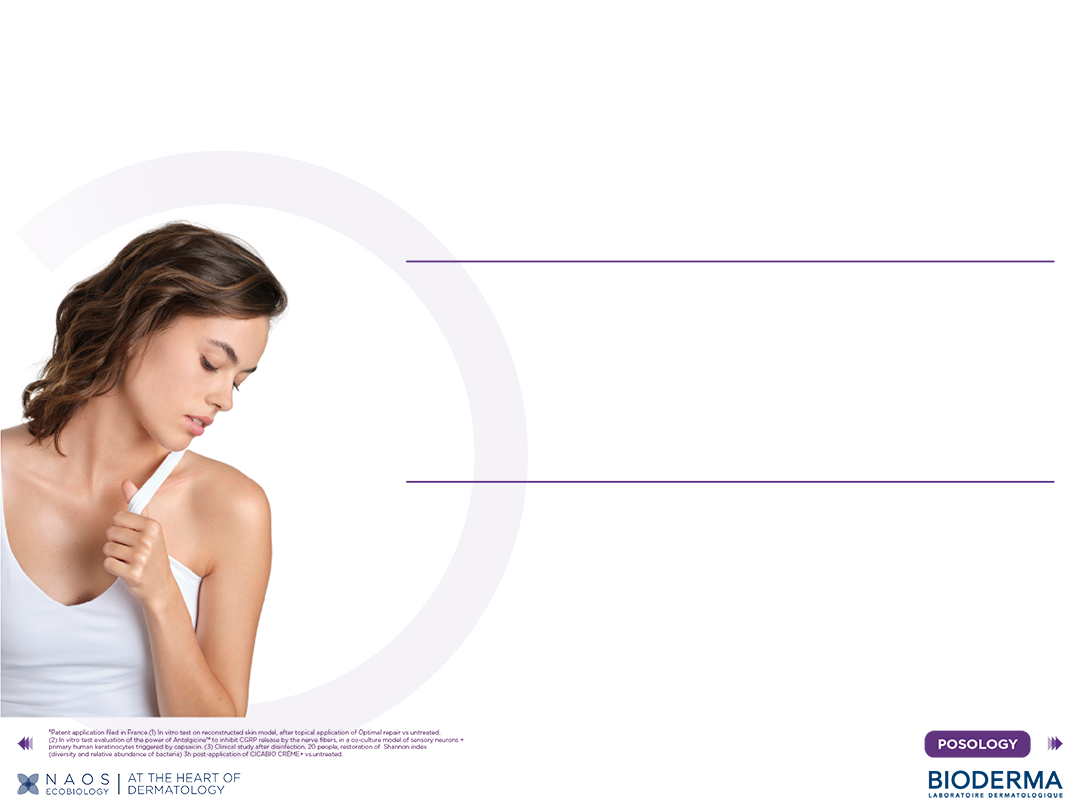 *Patent application filed in France.(1) In vitro test on reconstructed skin model, after topical application of Optimal repair vs untreated.
(2) In vitro test evaluation of the power of Antalgicine™ to inhibit CGRP release by the nerve fibers, in a co-culture model of sensory neurons +
primary human keratinocytes triggered by capsaicin. (3) Clinical study after disinfection, 20 people, restoration of Shannon index
(diversity and relative abundance of bacteria) 3h post-application of CICABIO CRÈME+ vs.untreated.
POSOLOGY
NAOS
ECOBIOLOGY
AT THE HEART OF
DERMATOLOGY
BIODERMA
LABORATOIRE DERMATOLOGIQUE